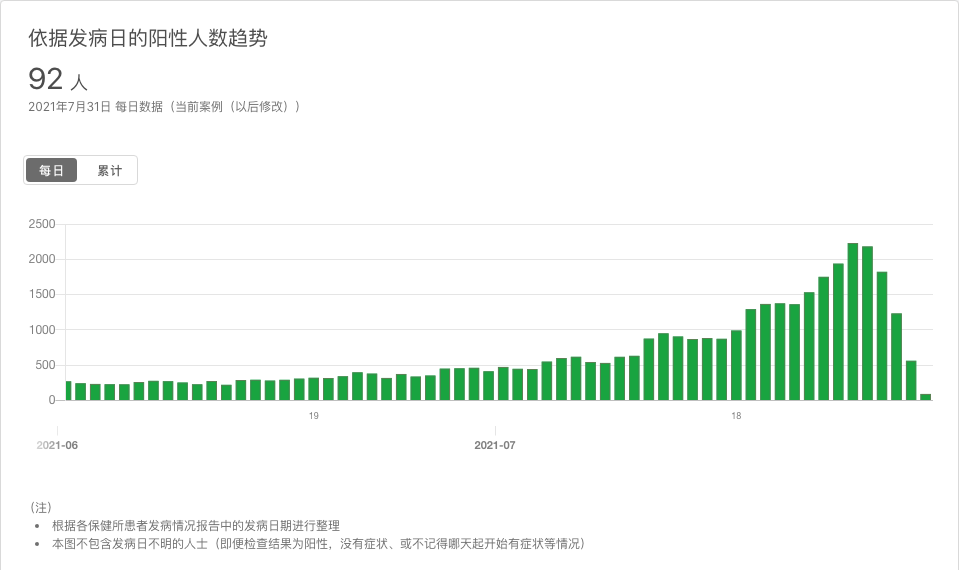 依据发病日的阳性人数趋势
92 人
2021年7月31日 每日数据（当前案例（以后修改））
每日 累计
2500
2000
1500
1000
500
0
19 18
2021-06 2021-07
（注）
• 根据各保健所患者发病情况报告中的发病日期进行整理
• 本图不包含发病日不明的人士（即便检查结果为阳性，没有症状、或不记得哪天起开始有症状等情况）